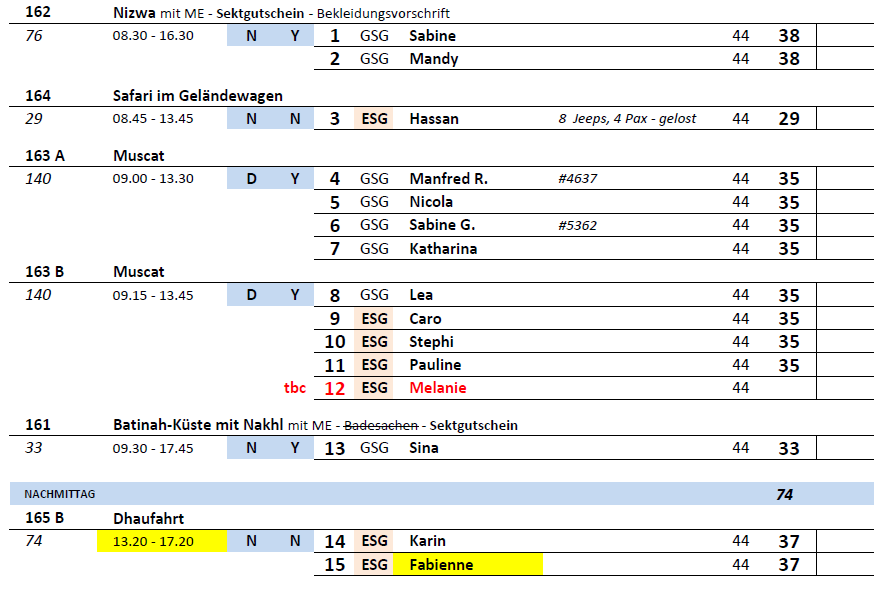 162 Nizwa mit ME - Sektgutschein - Bekleidungsvorschrift
76 08.30 - 16.30 N Y 1 GSG Sabine 44 38
2 GSG Mandy 44 38
164 Safari im Geländewagen
29 08.45 - 13.45 N N 3 ESG Hassan 8 Jeeps, 4 Pax - gelost 44 29
163 A Muscat
140 09.00 - 13.30 D Y 4 GSG Manfred R. #4637 44 35
5 GSG Nicola 44 35
6 GSG Sabine G. #5362 44 35
7 GSG Katharina 44 35
163 B Muscat
140 09.15 - 13.45 D Y 8 GSG Lea 44 35
9 ESG Caro 44 35
10 ESG Stephi 44 35
11 ESG Pauline 44 35
tbc 12 ESG Melanie 44
161 Batinah-Küste mit Nakhl mit ME - Badesachen - Sektgutschein
33 09.30 - 17.45 N Y 13 GSG Sina 44 33
NACHMITTAG 74
165 B Dhaufahrt
74 13.20 - 17.20 N N 14 ESG Karin 44 37
15 ESG Fabienne 44 37